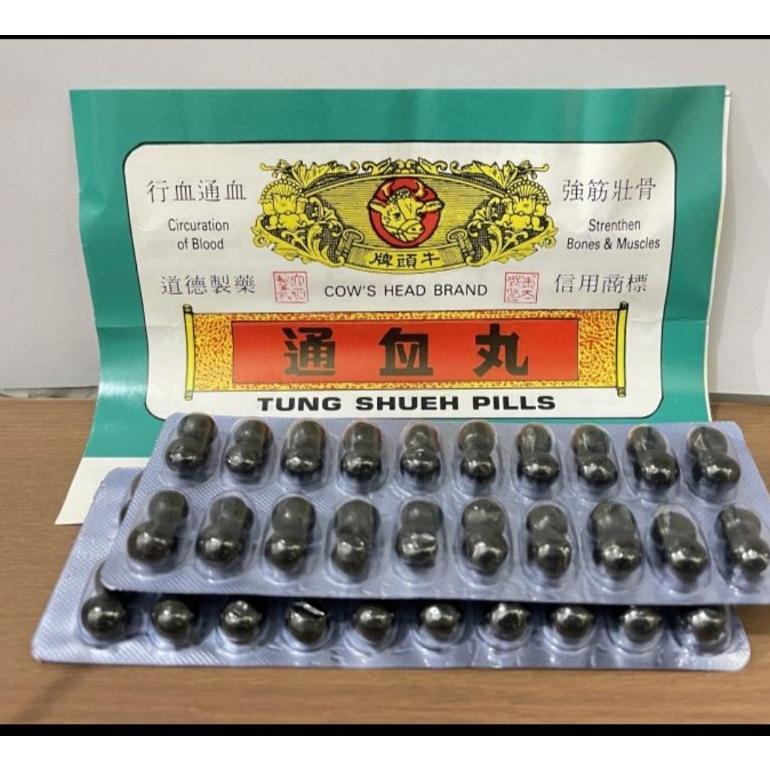 行血通血
Circuration
of Blood
強筋壯骨
Strenthen
Bones & Muscles
牌頭牛
道德製藥
COW'S HEAD BRAND
信用商標
通血丸
TUNG SHUEH PILLS